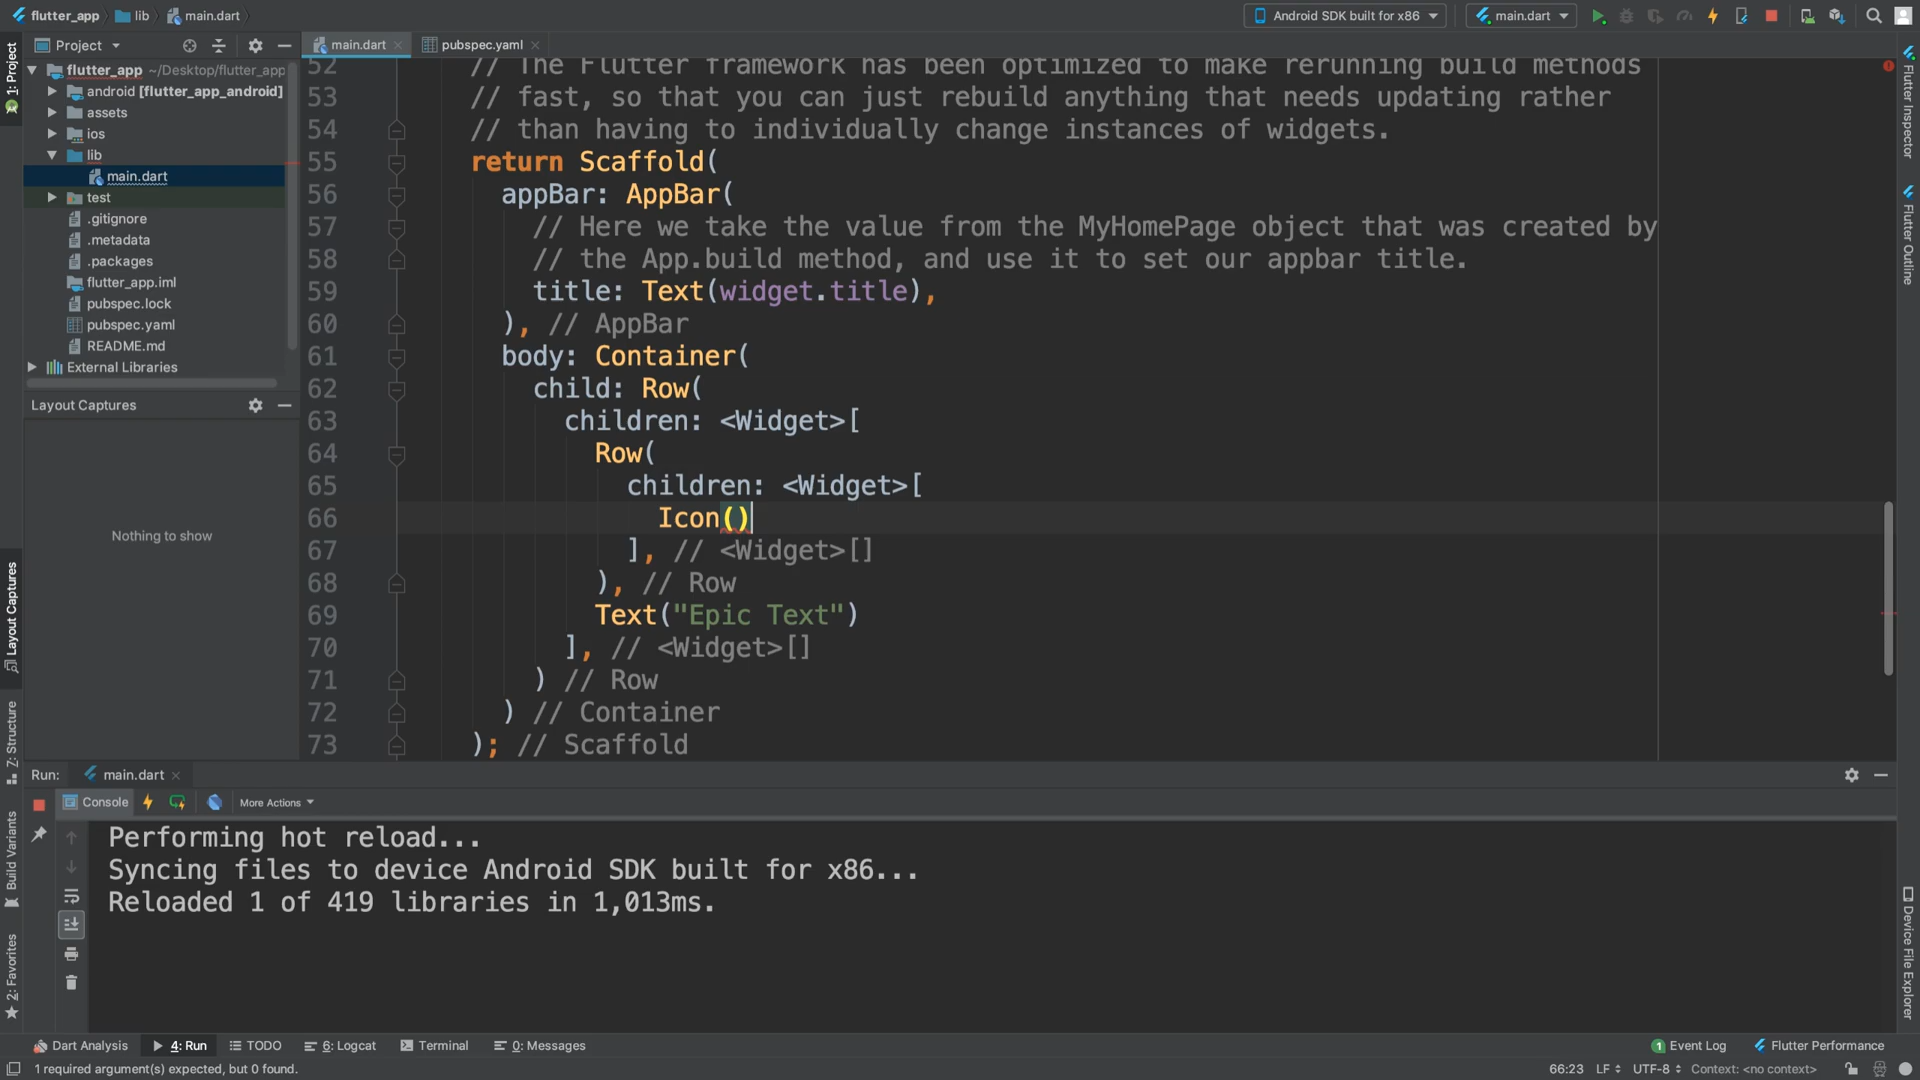 flutter_app
lib
main.dart
Android SDK built for x86
main.dart
1: Project
Project
main.dart
pubspec.yaml
flutter_app ~/Desktop/flutter_app
android [flutter_app_android]
assets
ios
lib
main.dart
test
.gitignore
.metadata
.packages
flutter_app.iml
pubspec.lock
pubspec.yaml
README.md
External Libraries
Layout Captures
Nothing to show
52 // The Flutter framework has been optimized to make rerunning build methods
53 // fast, so that you can just rebuild anything that needs updating rather
54 // than having to individually change instances of widgets.
55 return Scaffold(
56 appBar: AppBar(
57 // Here we take the value from the MyHomePage object that was created by
58 // the App.build method, and use it to set our appbar title.
59 title: Text(widget.title),
60 ), // AppBar
61 body: Container(
62 child: Row(
63 children: <Widget>[
64 Row(
65 children: <Widget>[
66 Icon()
67 ], // <Widget>[]
68 ), // Row
69 Text("Epic Text")
70 ], // <Widget>[]
71 ) // Row
72 ) // Container
73 ); // Scaffold
Flutter Inspector
Flutter Outline
Device File Explorer
Layout Captures
Z: Structure
Build Variants
2: Favorites
Run:
main.dart
Console
More Actions
Performing hot reload...
Syncing files to device Android SDK built for x86...
Reloaded 1 of 419 libraries in 1,013ms.
Dart Analysis
4: Run
TODO
6: Logcat
Terminal
0: Messages
1 Event Log
Flutter Performance
1 required argument(s) expected, but 0 found.
66:23
LF
UTF-8
Context: <no context>